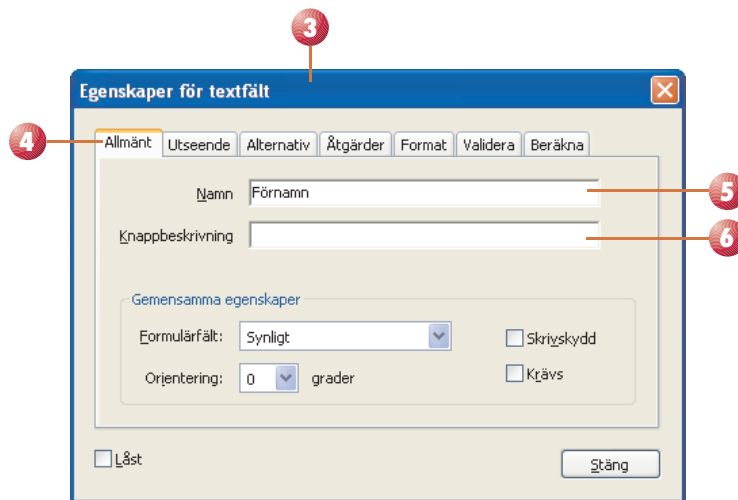 3
Egenskaper för textfält
4
Allmänt Utseende Alternativ Åtgärder Format Validera Beräkna
Namn Förnamn 5
Knappbeskrivning 6
Gemensamma egenskaper
Formulärfält: Synligt Skrivskydd
Orientering: 0 grader Krävs
Låst Stäng